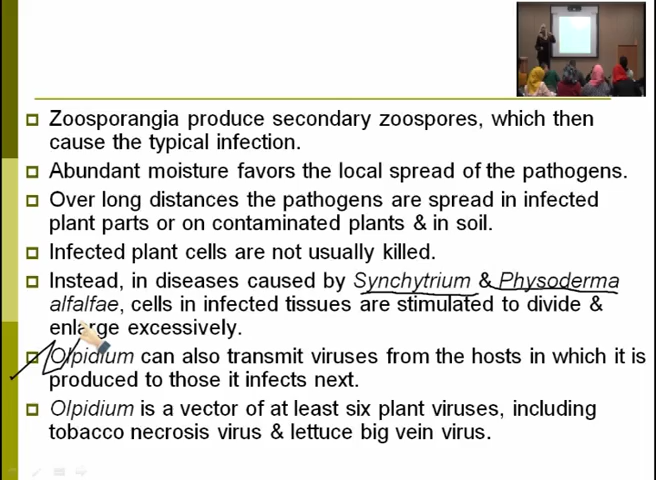 Zoosporangia produce secondary zoospores, which then
cause the typical infection.
Abundant moisture favors the local spread of the pathogens.
Over long distances the pathogens are spread in infected
plant parts or on contaminated plants & in soil.
Infected plant cells are not usually killed.
Instead, in diseases caused by Synchytrium & Physoderma
alfalfae, cells in infected tissues are stimulated to divide &
enlarge excessively.
Olpidium can also transmit viruses from the hosts in which it is
produced to those it infects next.
Olpidium is a vector of at least six plant viruses, including
tobacco necrosis virus & lettuce big vein virus.